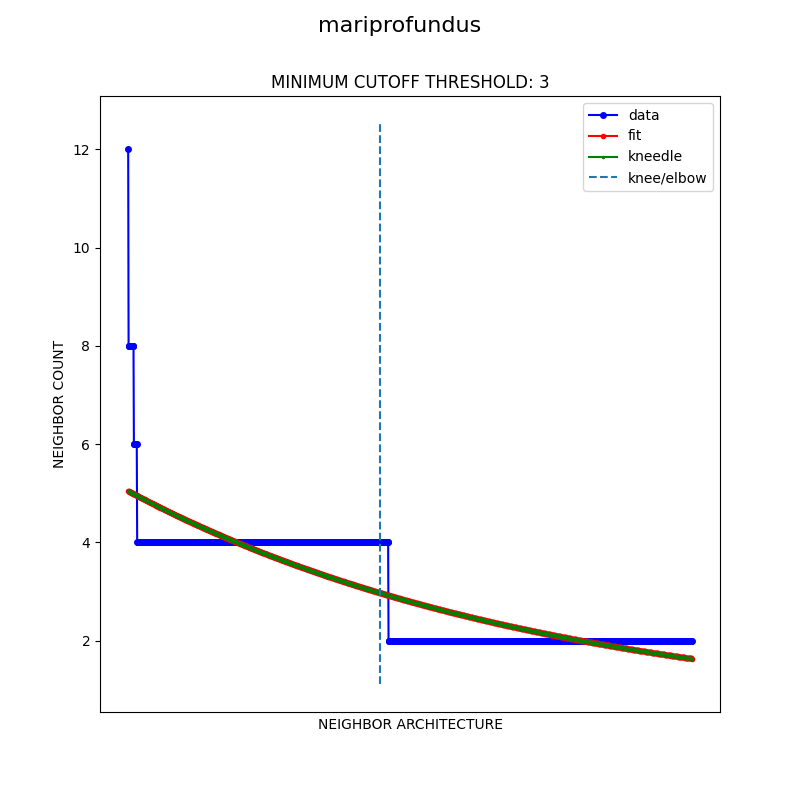 mariprofundus
MINIMUM CUTOFF THRESHOLD: 3
data
fit
kneedle
knee/elbow
12
10
8
6
4
2
NEIGHBOR COUNT
NEIGHBOR ARCHITECTURE